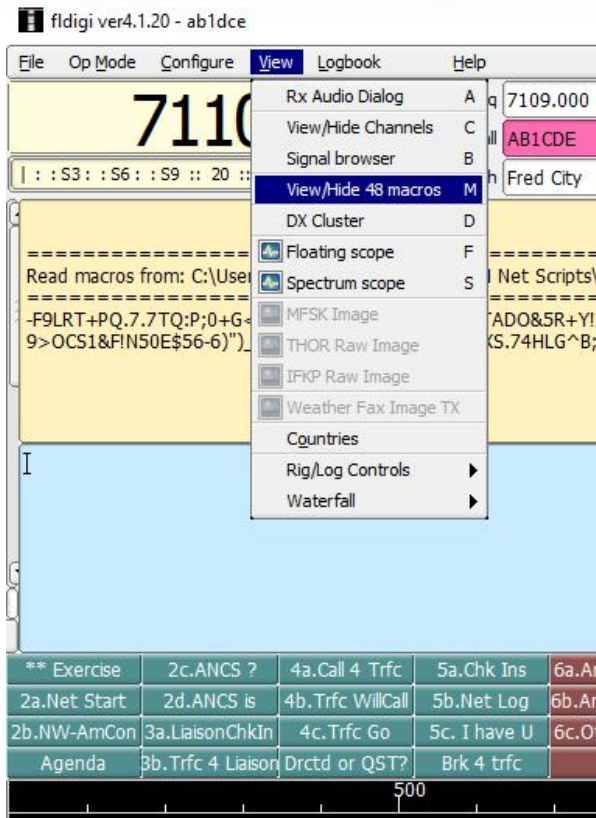 fldigi ver4.1.20 - ab1dce
File Op Mode Configure View Logbook Help
7110
q 7109.000
AB1CDE
h Fred City
| : : S3: : S6: : S9 :: 20 ::
Rx Audio Dialog A
View/Hide Channels C
Signal browser B
View/Hide 48 macros M
DX Cluster D
Floating scope F
Spectrum scope S
MFSK Image
THOR Raw Image
IFKP Raw Image
Weather Fax Image TX
Countries
Rig/Log Controls
Waterfall
Read macros from: C:\Use Net Scripts\
-F9LRT+PQ.7.7TQ:P;0+G< TADO&5R+Y!
9>OCS1&F!N50E$56-6)")_ XS.74HLG^B;
** Exercise 2c.ANCS ? 4a.Call 4 Trfc 5a.Chk Ins 6a.A
2a.Net Start 2d.ANCS is 4b.Trfc WillCall 5b.Net Log 6b.A
2b.NW-AmCon 3a.LiaisonChkIn 4c.Trfc Go 5c. I have U 6c.O
Agenda 3b.Trfc 4 Liaison Drctd or QST? Brk 4 trfc
500